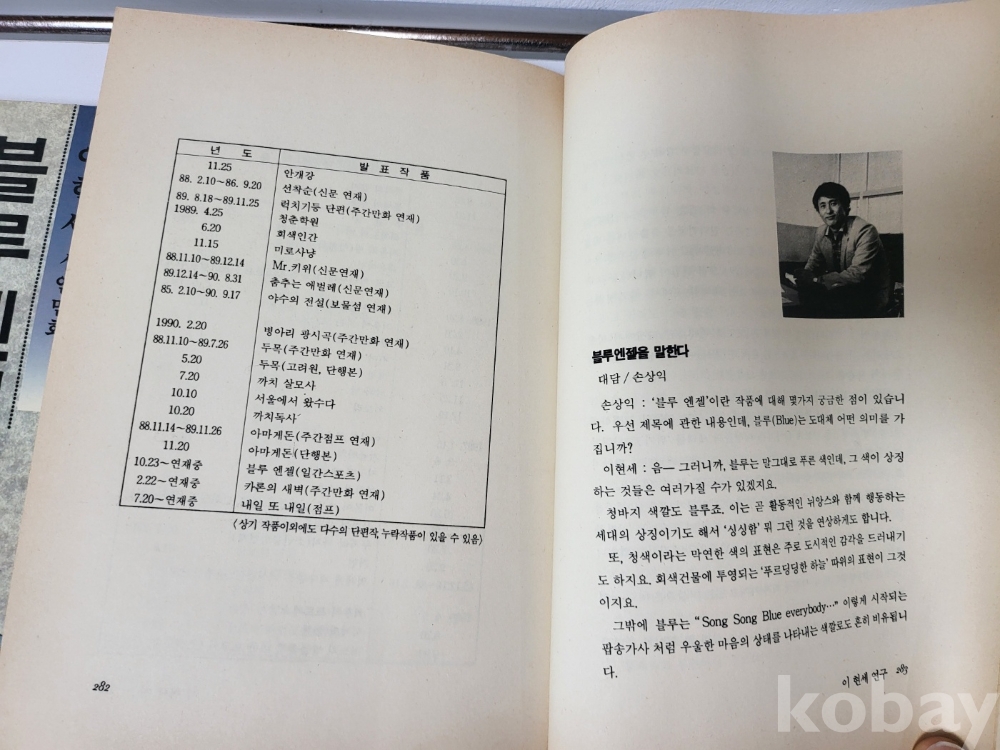 블루엔젤
년 도 발 표 작 품
11.25 안개강
88. 2.10~86. 9.20 선착순(신문 연재)
89. 8.18~89.11.25 럭치기등 단편(주간만화 연재)
1989. 4.25 청춘학원
6.20 회색인간
11.15 미로사냥
88.11.10~89.12.14 Mr.키위(신문연재)
89.12.14~90. 8.31 춤추는 애벌레(신문연재)
85. 2.10~90. 9.17 야수의 전설(보물섬 연재)
1990. 2.20 병아리 광시곡(주간만화 연재)
88.11.10~89.7.26 두목(주간만화 연재)
5.20 두목(고려원, 단행본)
7.20 까치 살모사
10.10 서울에서 왔수다
10.20 까치독사
88.11.14~89.11.26 아마게돈(주간점프 연재)
11.20 아마게돈(단행본)
10.23~연재중 블루 엔젤(일간스포츠)
2.22~연재중 카론의 새벽(주간만화 연재)
7.20~연재중 내일 또 내일(점프)
〈상기 작품이외에도 다수의 단편작, 누락작품이 있을 수 있음〉
282
블루엔젤을 말한다
대담 / 손상익
손상익 : ‘블루 엔젤’이란 작품에 대해 몇가지 궁금한 점이 있습니
다. 우선 제목에 관한 내용인데, 블루(Blue)는 도대체 어떤 의미를 가
집니까?
이현세 : 음— 그러니까, 블루는 말그대로 푸른 색인데, 그 색이 상징
하는 것들은 여러가질 수가 있겠지요.
청바지 색깔도 블루죠. 이는 곧 활동적인 뉘앙스와 함께 행동하는
세대의 상징이기도 해서 ‘싱싱함’ 뭐 그런 것을 연상하게도 합니다.
또, 청색이라는 막연한 색의 표현은 주로 도시적인 감각을 드러내기
도 하지요. 회색건물에 투영되는 ‘푸르딩딩한 하늘’ 따위의 표현이 그것
이지요.
그밖에 블루는 “Song Song Blue everybody…” 이렇게 시작되는
팝송가사 처럼 우울한 마음의 상태를 나타내는 색깔로도 흔히 비유됩니
다.
이현세 연구 283
kobay